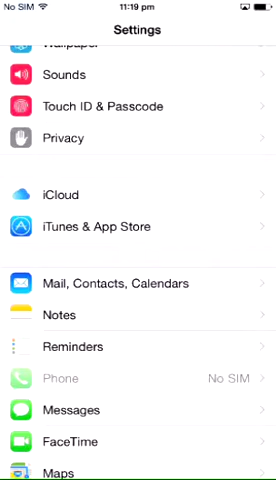 No SIM 11:19 pm
Settings
Wallpaper
Sounds
Touch ID & Passcode
Privacy
iCloud
iTunes & App Store
Mail, Contacts, Calendars
Notes
Reminders
Phone No SIM
Messages
FaceTime
Maps